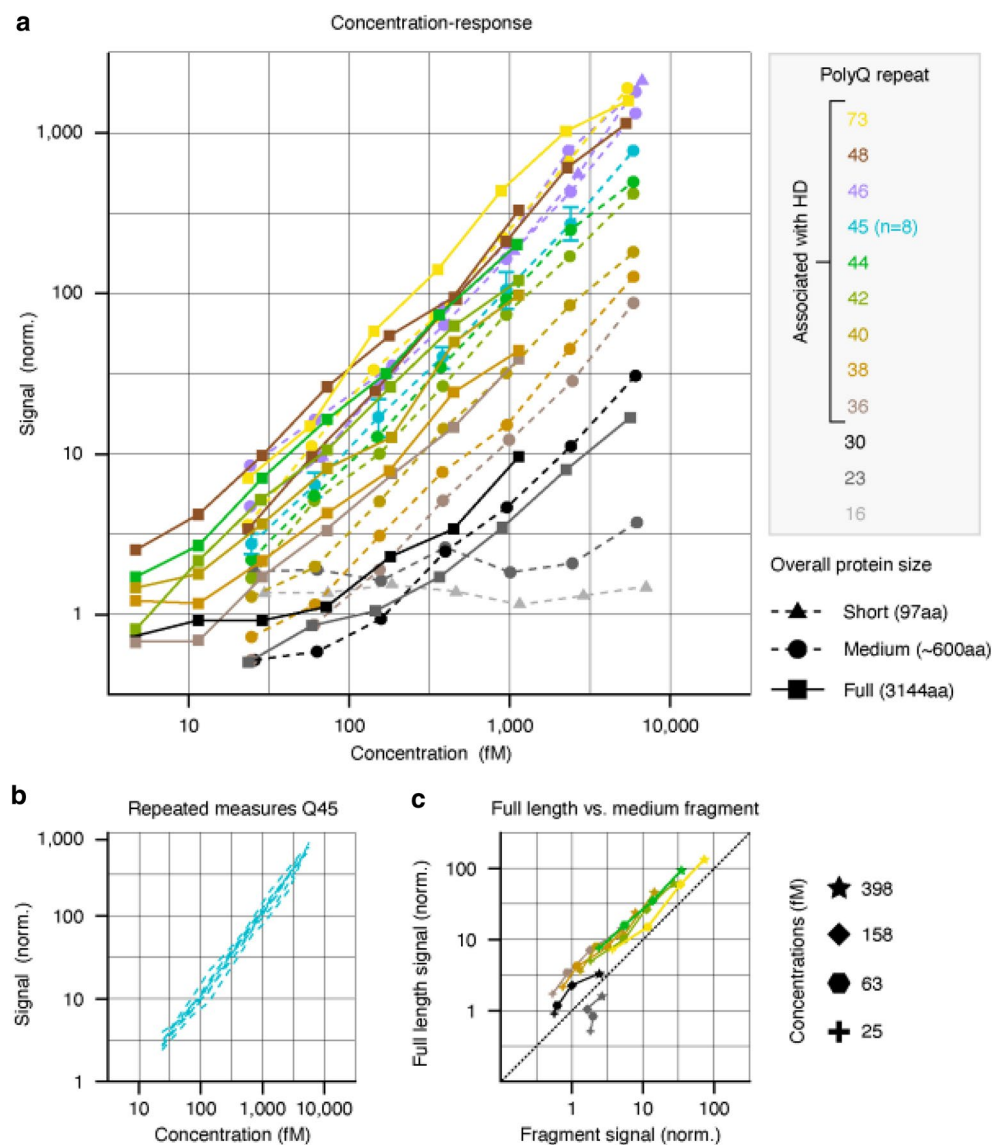 a
Concentration-response
Signal (norm.)
1,000
100
10
1
10
100
1,000
10,000
Concentration (fM)
PolyQ repeat
Associated with HD
73
48
46
45 (n=8)
44
42
40
38
36
30
23
16
Overall protein size
Short (97aa)
Medium (~600aa)
Full (3144aa)
b
Repeated measures Q45
Signal (norm.)
1,000
100
10
1
10
100
1,000
10,000
Concentration (fM)
c
Full length vs. medium fragment
Full length signal (norm.)
100
10
1
1
10
100
Fragment signal (norm.)
Concentrations (fM)
398
158
63
25